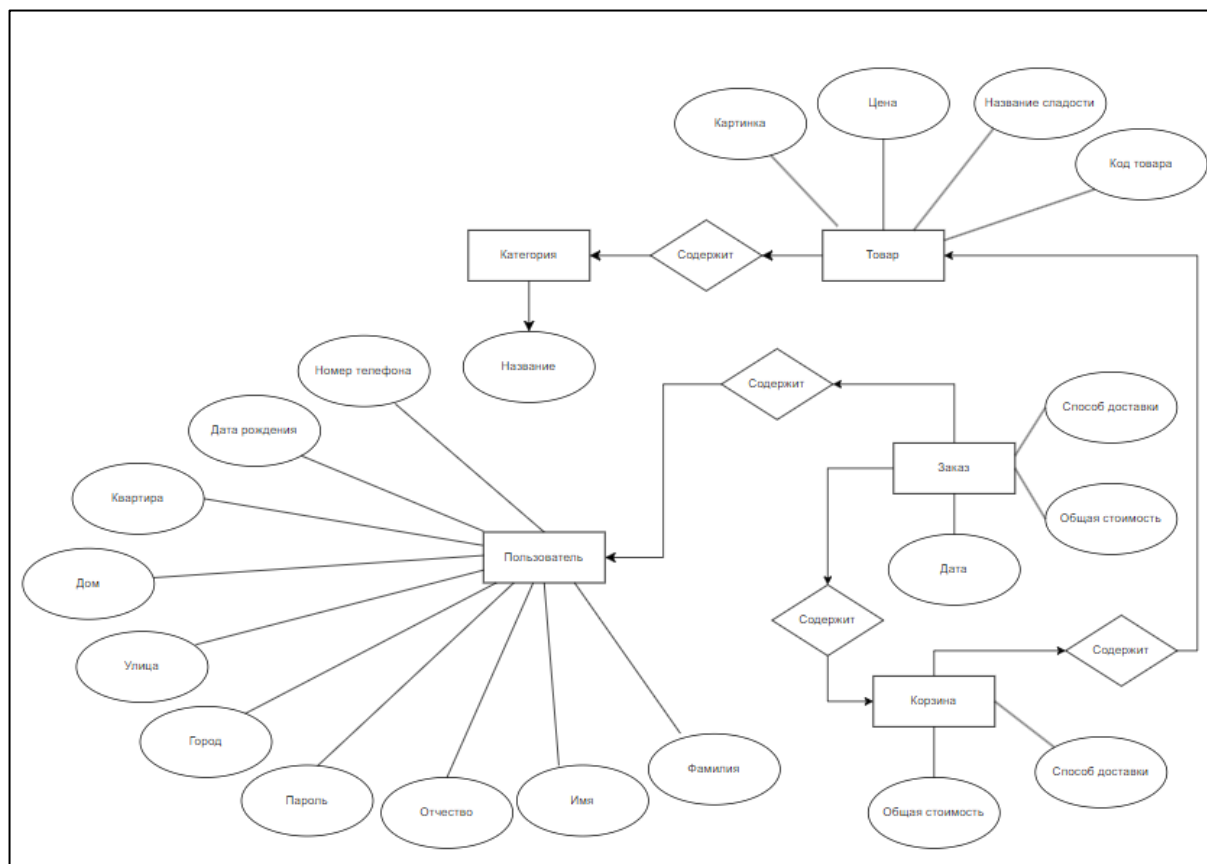 Цена
Название сладости
Картинка
Код товара
Категория
Содержит
Товар
Номер телефона
Название
Содержит
Способ доставки
Дата рождения
Заказ
Квартира
Общая стоимость
Пользователь
Дата
Дом
Содержит
Содержит
Улица
Корзина
Город
Фамилия
Способ доставки
Пароль
Имя
Отчество
Общая стоимость